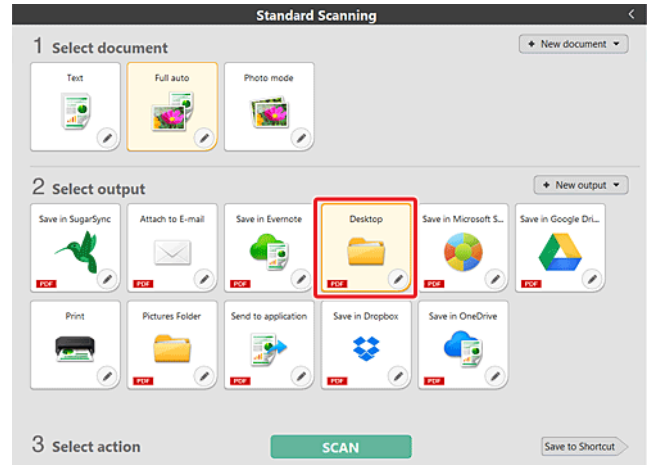 Standard Scanning
1 Select document
+ New document
Text
Full auto
Photo mode
2 Select output
+ New output
Save in SugarSync
PDF
Attach to E-mail
PDF
Save in Evernote
PDF
Desktop
PDF
Save in Microsoft S...
PDF
Save in Google Dri...
PDF
Print
Pictures Folder
PDF
Send to application
PDF
Save in Dropbox
PDF
Save in OneDrive
PDF
3 Select action
SCAN
Save to Shortcut